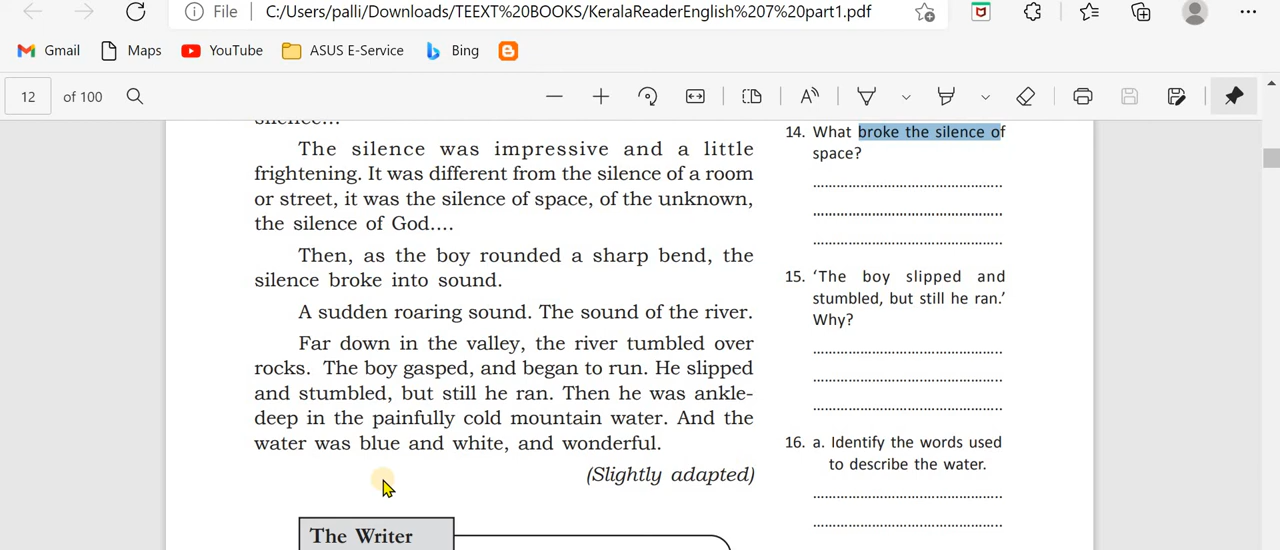 File C:/Users/palli/Downloads/TEEXT%20BOOKS/KeralaReaderEnglish%207%20part1.pdf
Gmail Maps YouTube ASUS E-Service Bing
12 of 100
silence...
The silence was impressive and a little
frightening. It was different from the silence of a room
or street, it was the silence of space, of the unknown,
the silence of God....
Then, as the boy rounded a sharp bend, the
silence broke into sound.
A sudden roaring sound. The sound of the river.
Far down in the valley, the river tumbled over
rocks. The boy gasped, and began to run. He slipped
and stumbled, but still he ran. Then he was ankle-
deep in the painfully cold mountain water. And the
water was blue and white, and wonderful.
(Slightly adapted)
The Writer
14. What broke the silence of
space?
15. ‘The boy slipped and
stumbled, but still he ran.’
Why?
16. a. Identify the words used
to describe the water.